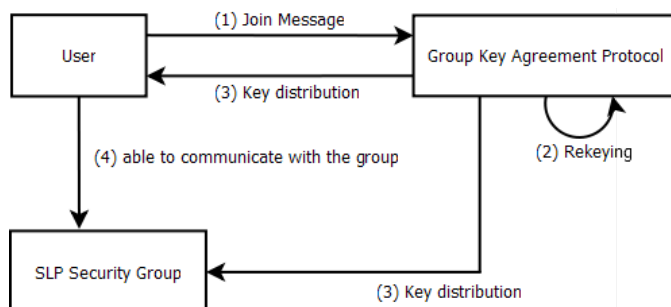 (1) Join Message
User
Group Key Agreement Protocol
(3) Key distribution
(4) able to communicate with the group
(2) Rekeying
SLP Security Group
(3) Key distribution